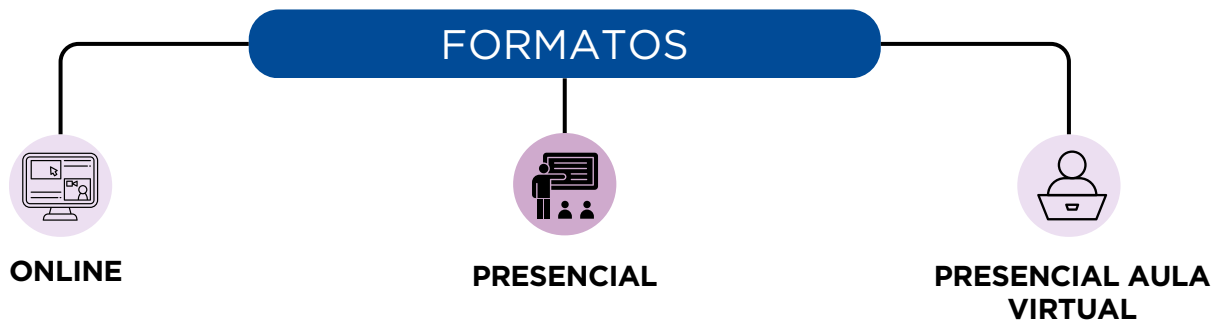 FORMATOS
ONLINE
PRESENCIAL
PRESENCIAL AULA
VIRTUAL